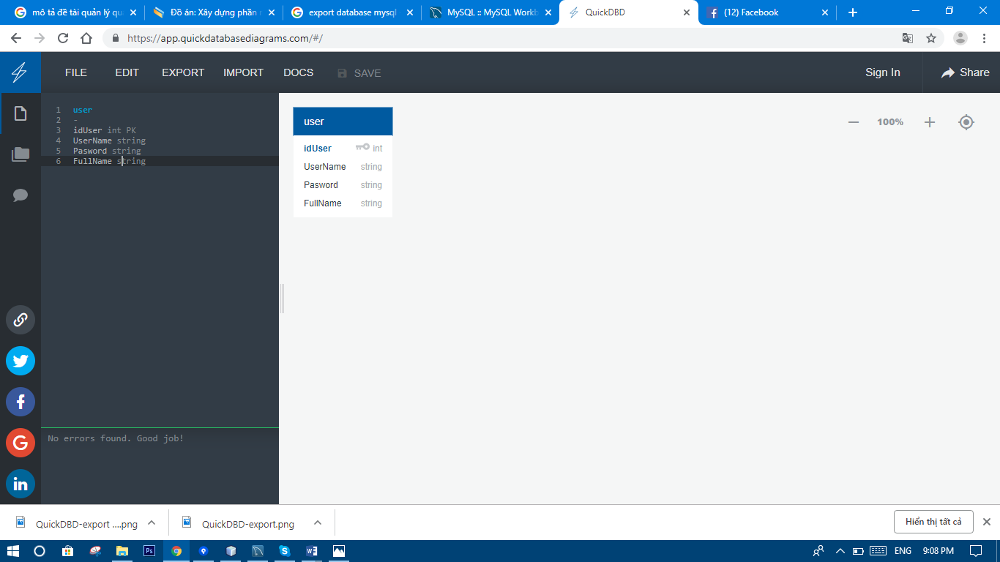 mô tả đề tài quản lý qu
Đồ án: Xây dựng phần n
export database mysql
MySQL :: MySQL Workb
QuickDBD
(12) Facebook
https://app.quickdatabasediagrams.com/#/
FILE EDIT EXPORT IMPORT DOCS SAVE Sign In Share
1 user
2 -
3 idUser int PK
4 UserName string
5 Pasword string
6 FullName string
user
idUser int
UserName string
Pasword string
FullName string
100%
No errors found. Good job!
QuickDBD-export ....png
QuickDBD-export.png
Hiển thị tất cả
ENG 9:08 PM